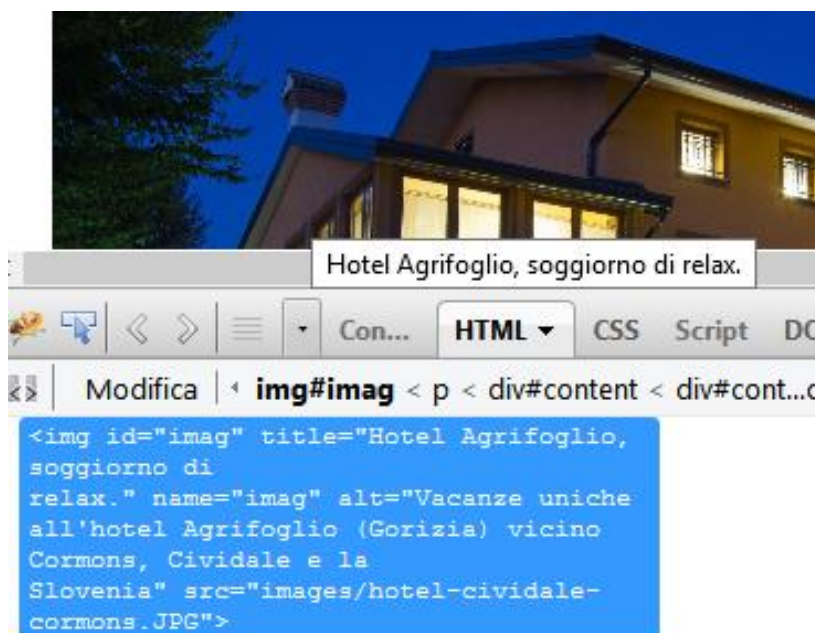 Hotel Agrifoglio, soggiorno di relax.
Con... HTML CSS Script
Modifica img#imag < p < div#content < div#cont...
<img id="imag" title="Hotel Agrifoglio,
soggiorno di
relax." name="imag" alt="Vacanze uniche
all'hotel Agrifoglio (Gorizia) vicino
Cormons, Cividale e la
Slovenia" src="images/hotel-cividale-
cormons.JPG">